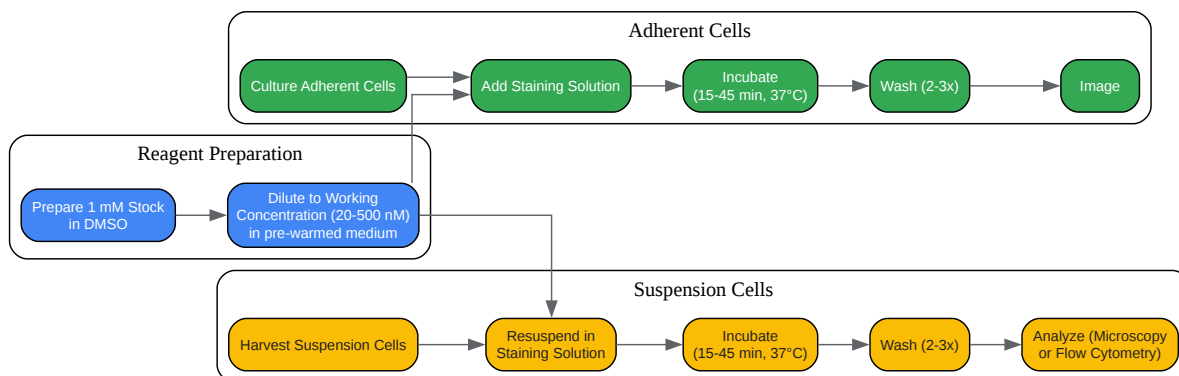 Adherent Cells
Culture Adherent Cells
Add Staining Solution
Incubate
(15-45 min, 37°C)
Wash (2-3x)
Image
Reagent Preparation
Prepare 1 mM Stock
in DMSO
Dilute to Working
Concentration (20-500 nM)
in pre-warmed medium
Suspension Cells
Harvest Suspension Cells
Resuspend in
Staining Solution
Incubate
(15-45 min, 37°C)
Wash (2-3x)
Analyze (Microscopy
or Flow Cytometry)